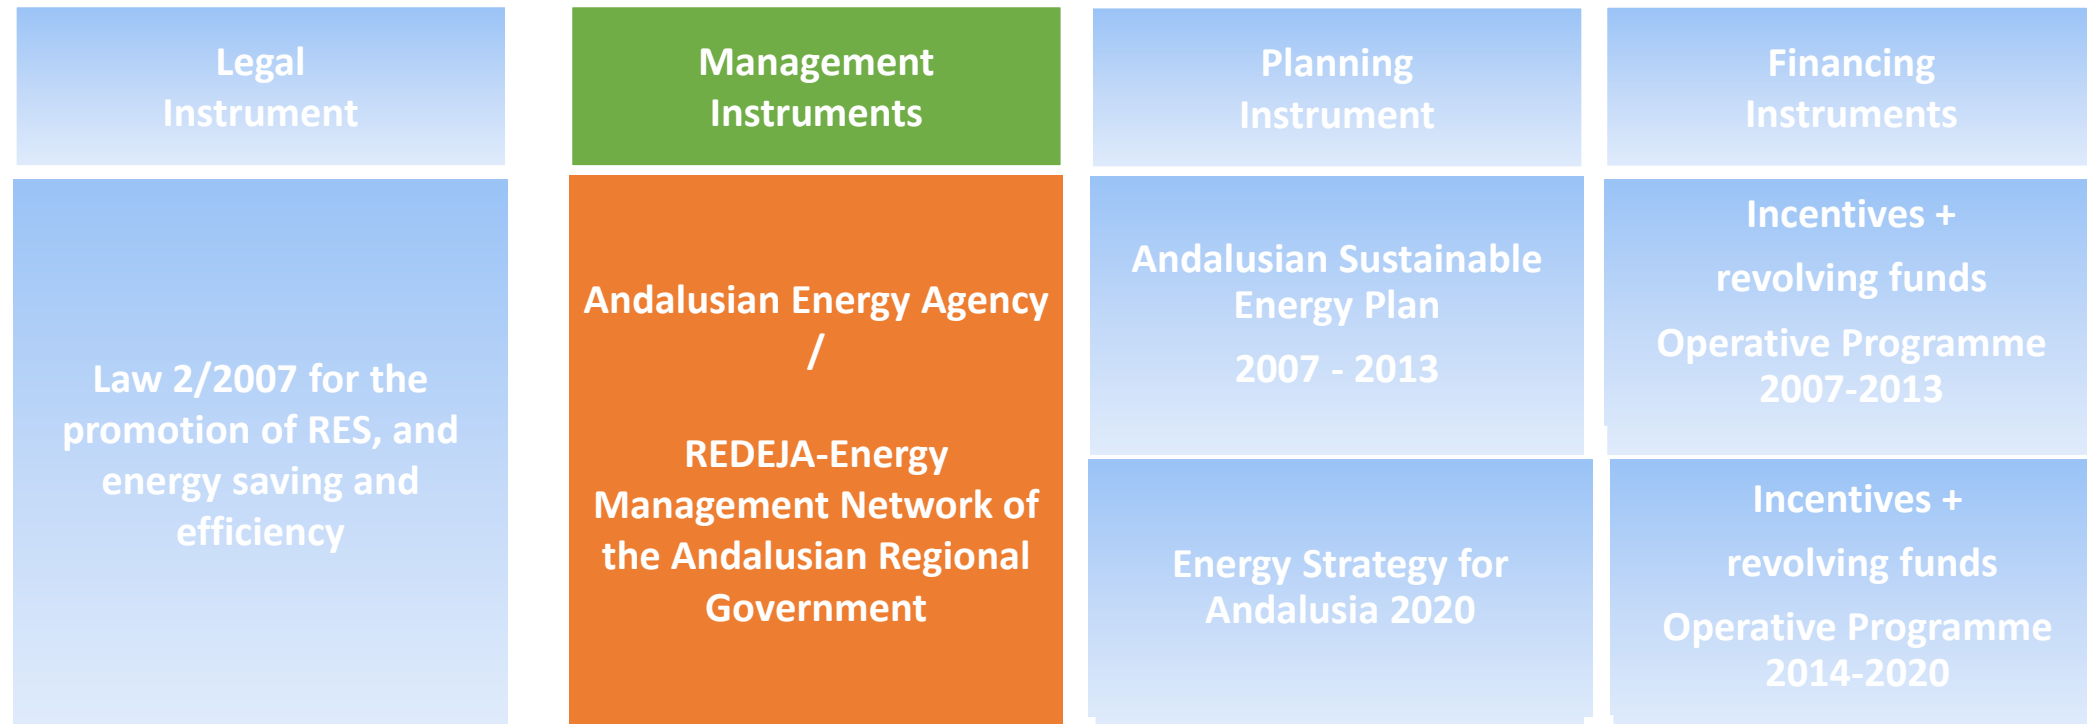 Legal
Instrument
Management
Instruments
Planning
Instrument
Financing
Instruments
Law 2/2007 for the
promotion of RES, and
energy saving and
efficiency
Andalusian Energy Agency
/
REDEJA-Energy
Management Network of
the Andalusian Regional
Government
Andalusian Sustainable
Energy Plan
2007 - 2013
Energy Strategy for
Andalusia 2020
Incentives +
revolving funds
Operative Programme
2007-2013
Incentives +
revolving funds
Operative Programme
2014-2020